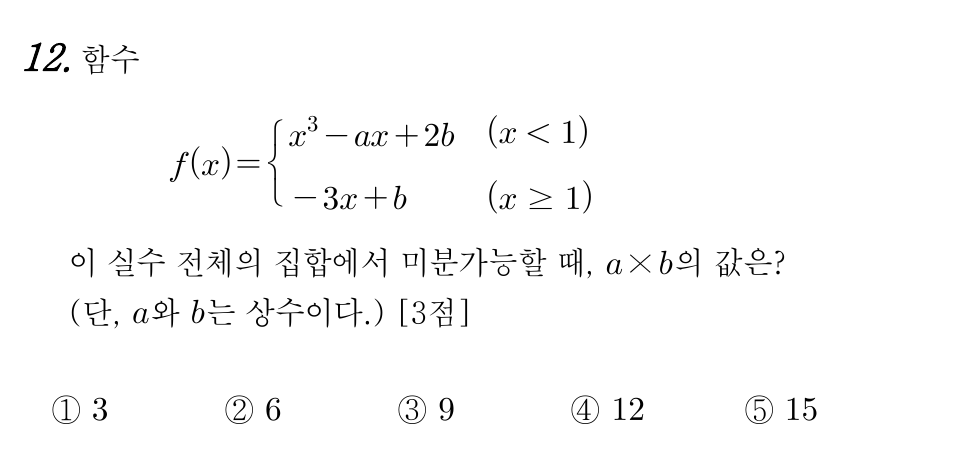 12. 함수
f(x)={x³−ax+2b (x < 1)
−3x+b (x ≥ 1)
이 실수 전체의 집합에서 미분가능할 때, a×b의 값은?
(단, a와 b는 상수이다.) [3점]
① 3 ② 6 ③ 9 ④ 12 ⑤ 15